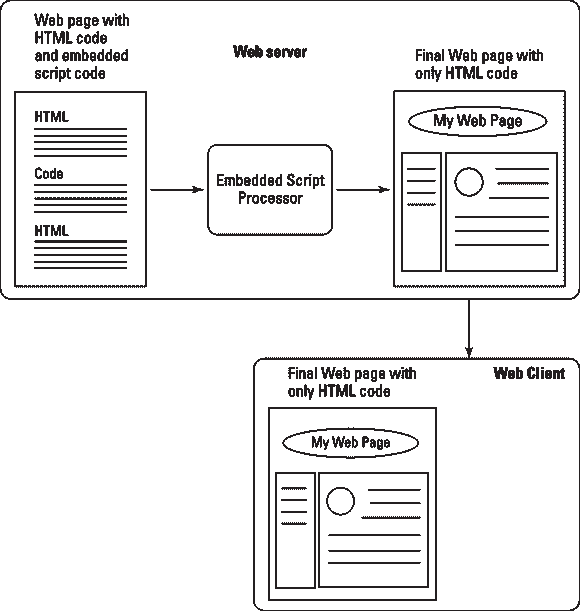 Web page with
HTML code
and embedded
script code
Web server
Final Web page with
only HTML code
HTML
Code
HTML
Embedded Script
Processor
My Web Page
Final Web page with
only HTML code
Web Client
My Web Page